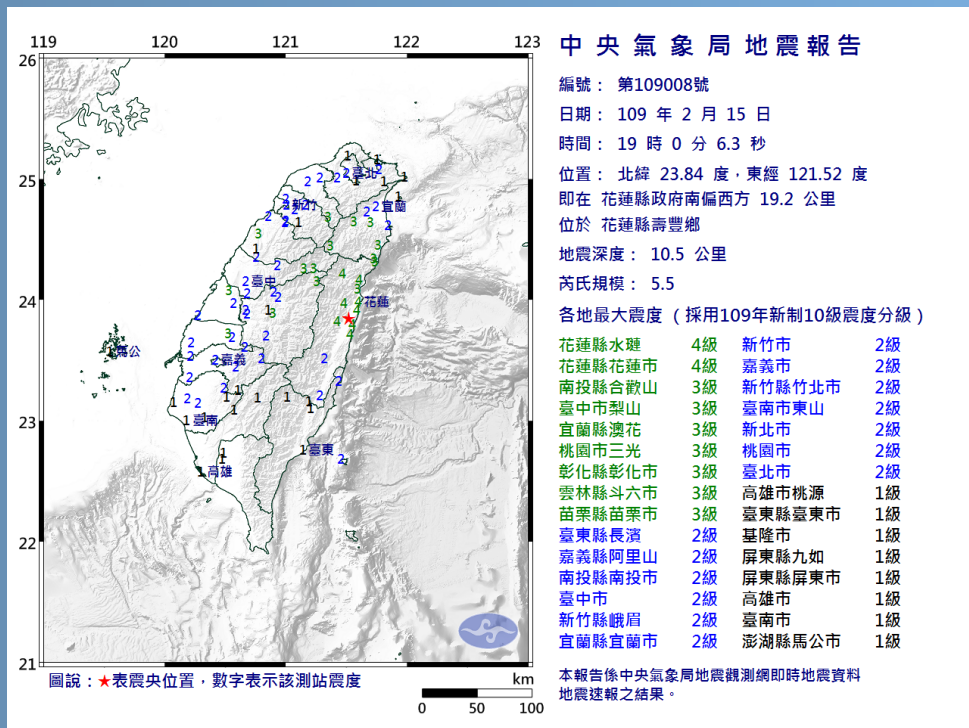 中央氣象局地震報告
編號： 第109008號
日期： 109 年 2 月 15 日
時間： 19 時 0 分 6.3 秒
位置： 北緯 23.84 度，東經 121.52 度
即在 花蓮縣政府南偏西方 19.2 公里
位於 花蓮縣壽豐鄉
地震深度： 10.5 公里
芮氏規模： 5.5
各地最大震度 （採用109年新制10級震度分級）
花蓮縣水璉 4級 新竹市 2級
花蓮縣花蓮市 4級 嘉義市 2級
南投縣合歡山 3級 新竹縣竹北市 2級
臺中市梨山 3級 臺南市東山 2級
宜蘭縣澳花 3級 新北市 2級
桃園市三光 3級 桃園市 2級
彰化縣彰化市 3級 臺北市 2級
雲林縣斗六市 3級 高雄市桃源 1級
苗栗縣苗栗市 3級 臺東縣臺東市 1級
臺東縣長濱 2級 基隆市 1級
嘉義縣阿里山 2級 屏東縣九如 1級
南投縣南投市 2級 屏東縣屏東市 1級
臺中市 2級 高雄市 1級
新竹縣峨眉 2級 臺南市 1級
宜蘭縣宜蘭市 2級 澎湖縣馬公市 1級
本報告係中央氣象局地震觀測網即時地震資料
地震速報之結果。
119 120 121 122 123
26
25
24
23
22
21
臺北
新竹
宜蘭
臺中
花蓮
馬公
嘉義
臺南
臺東
高雄
圖說：★表震央位置，數字表示該測站震度
km
0 50 100